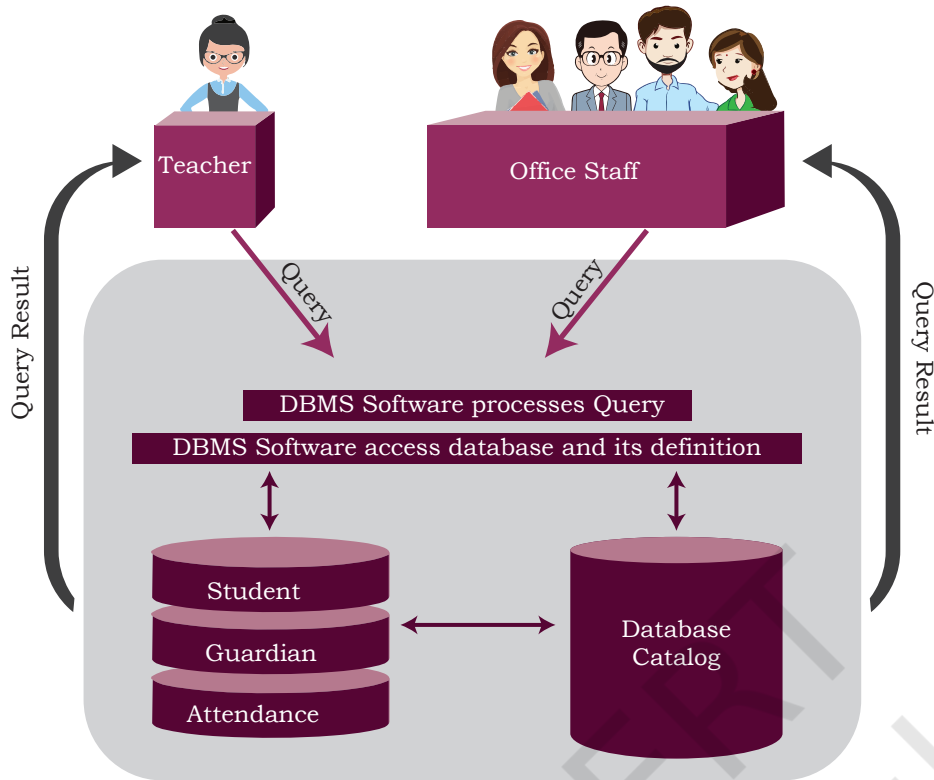 Teacher
Office Staff
Query Result
Query
Query
Query Result
DBMS Software processes Query
DBMS Software access database and its definition
Student
Guardian
Attendance
Database
Catalog